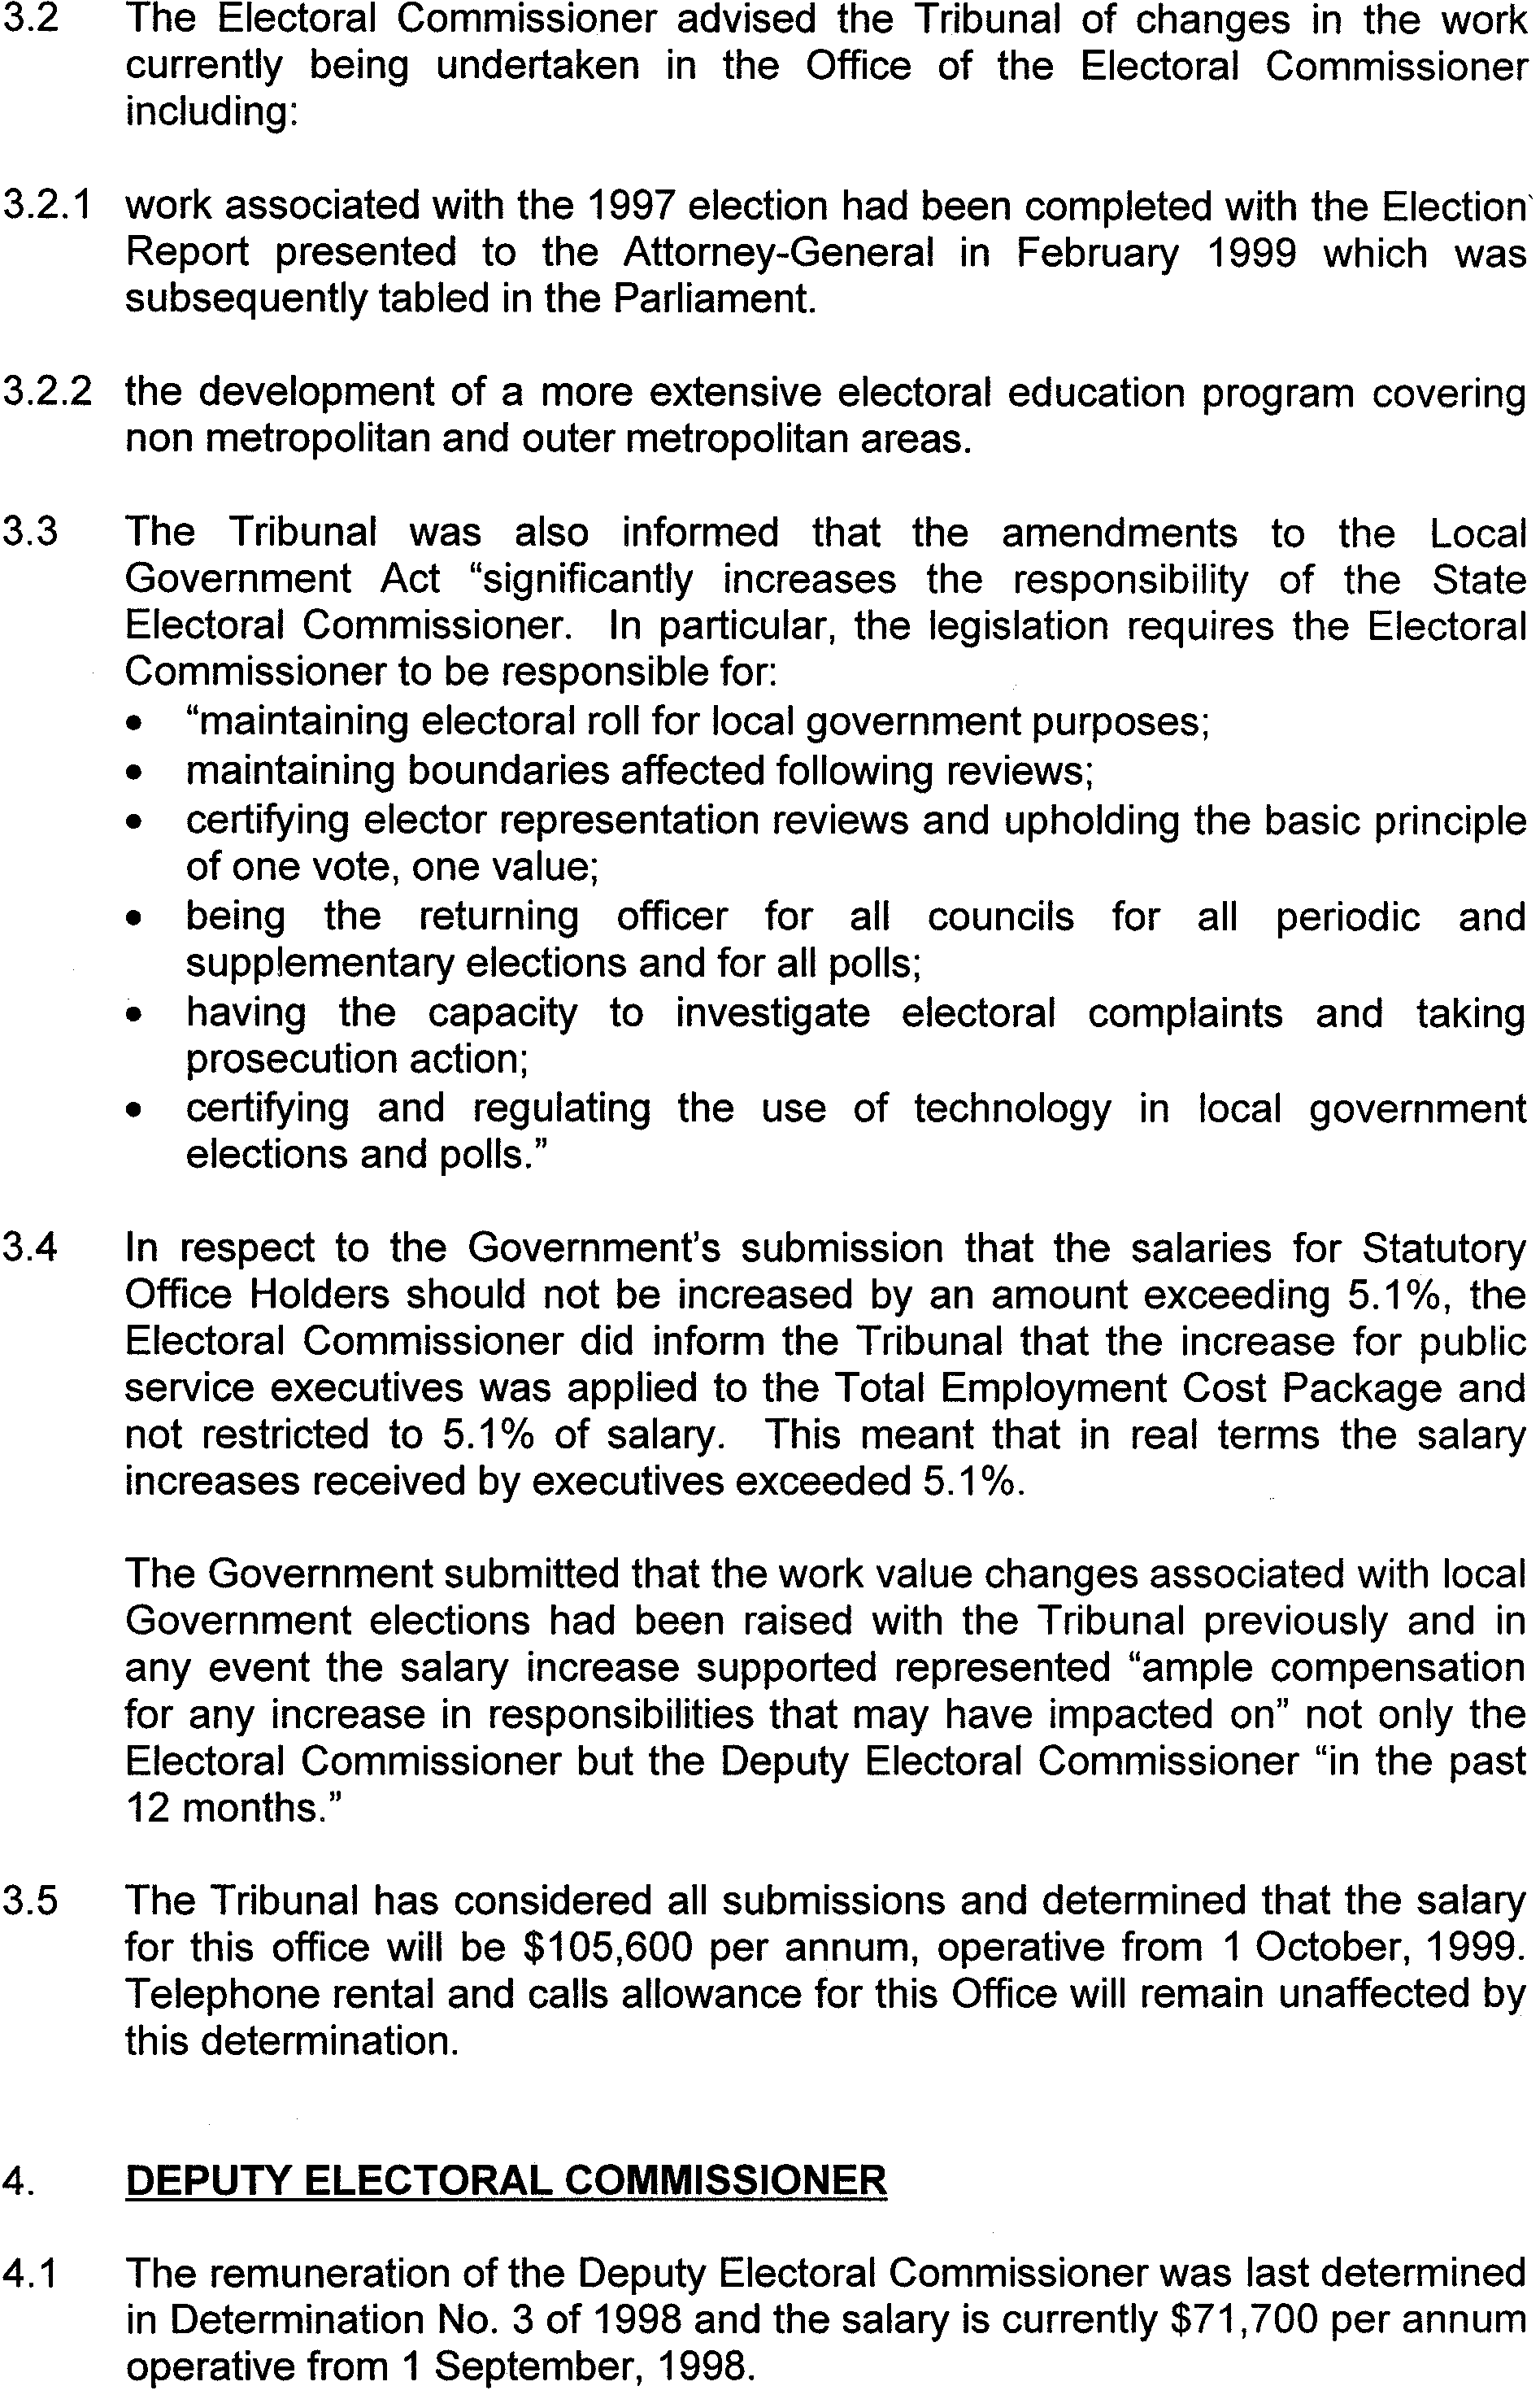 3.2 The Electoral Commissioner advised the Tribunal of changes in the work
currently being undertaken in the Office of the Electoral Commissioner
including:
3.2.1 work associated with the 1997 election had been completed with the Election
Report presented to the Attorney-General in February 1999 which was
subsequently tabled in the Parliament.
3.2.2 the development of a more extensive electoral education program covering
non metropolitan and outer metropolitan areas.
3.3 The Tribunal was also informed that the amendments to the Local
Government Act “significantly increases the responsibility of the State
Electoral Commissioner. In particular, the legislation requires the Electoral
Commissioner to be responsible for:
• “maintaining electoral roll for local government purposes;
• maintaining boundaries affected following reviews;
• certifying elector representation reviews and upholding the basic principle
of one vote, one value;
• being the returning officer for all councils for all periodic and
supplementary elections and for all polls;
• having the capacity to investigate electoral complaints and taking
prosecution action;
• certifying and regulating the use of technology in local government
elections and polls.”
3.4 In respect to the Government’s submission that the salaries for Statutory
Office Holders should not be increased by an amount exceeding 5.1%, the
Electoral Commissioner did inform the Tribunal that the increase for public
service executives was applied to the Total Employment Cost Package and
not restricted to 5.1% of salary. This meant that in real terms the salary
increases received by executives exceeded 5.1%.
The Government submitted that the work value changes associated with local
Government elections had been raised with the Tribunal previously and in
any event the salary increase supported represented “ample compensation
for any increase in responsibilities that may have impacted on” not only the
Electoral Commissioner but the Deputy Electoral Commissioner “in the past
12 months.”
3.5 The Tribunal has considered all submissions and determined that the salary
for this office will be $105,600 per annum, operative from 1 October, 1999.
Telephone rental and calls allowance for this Office will remain unaffected by
this determination.
4. DEPUTY ELECTORAL COMMISSIONER
4.1 The remuneration of the Deputy Electoral Commissioner was last determined
in Determination No. 3 of 1998 and the salary is currently $71,700 per annum
operative from 1 September, 1998.